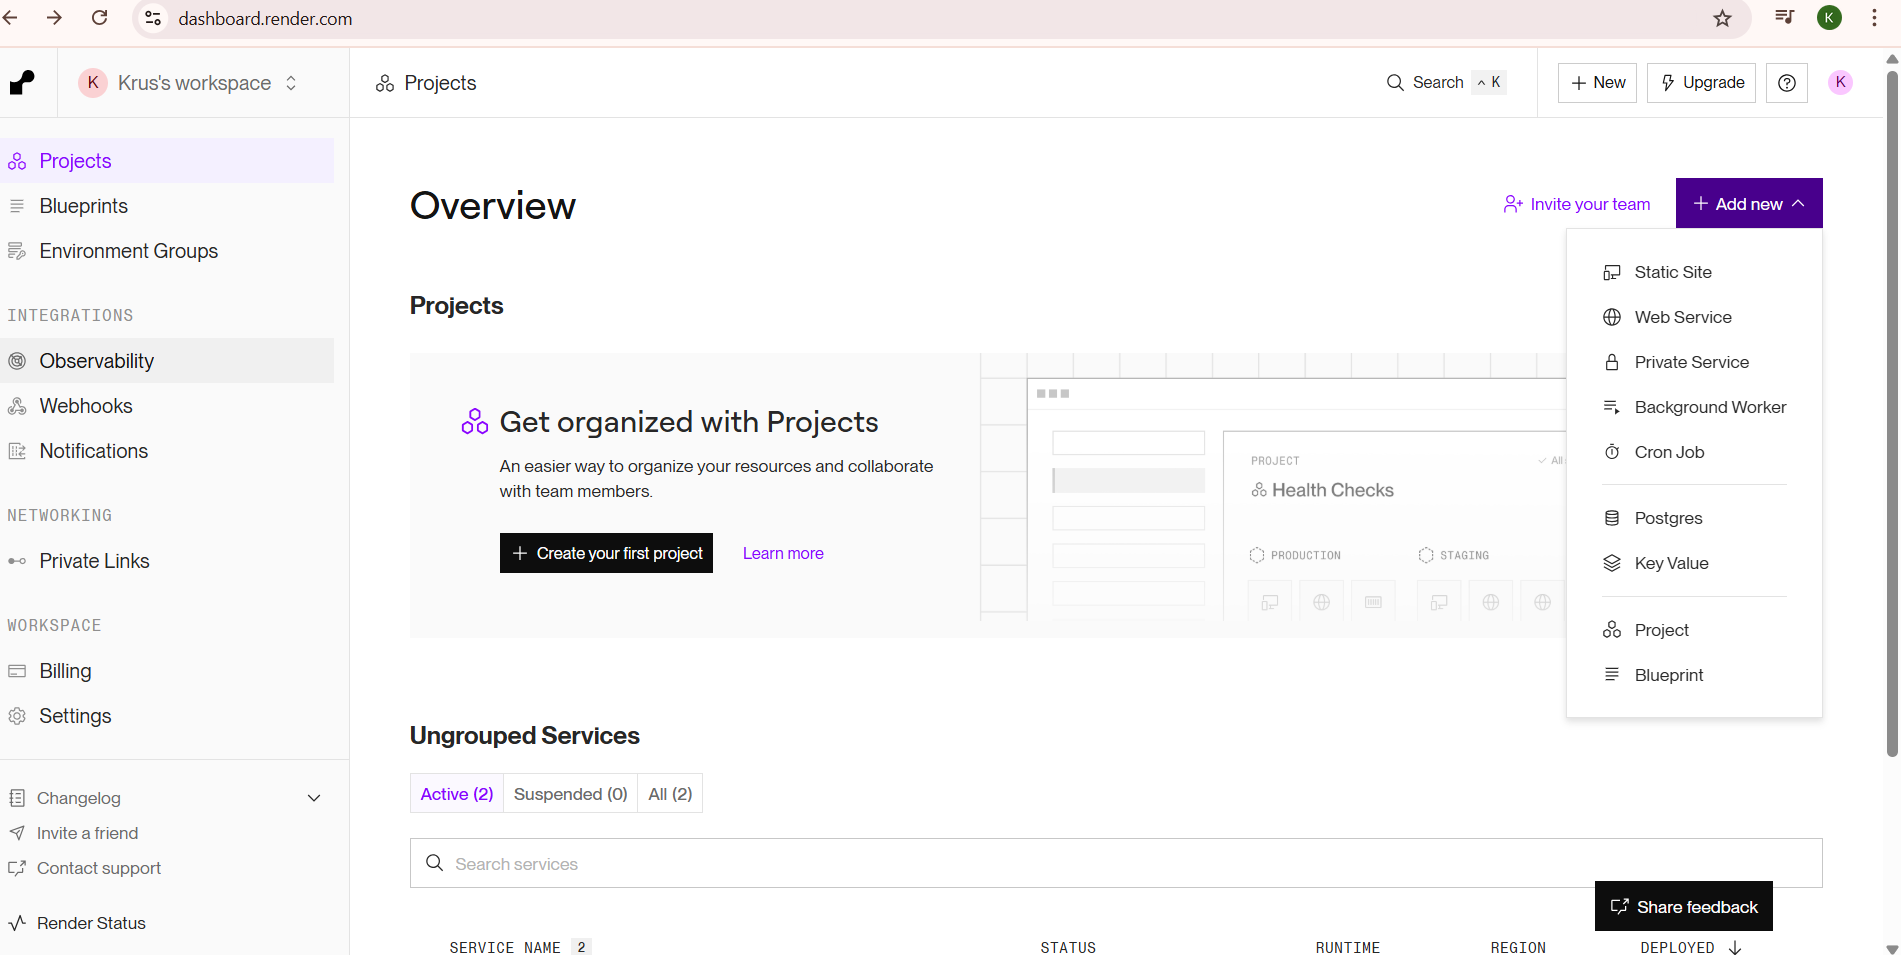 dashboard.render.com
K
K
Krus's workspace
Projects
Search
K
New
Upgrade
K
Projects
Blueprints
Environment Groups
INTEGRATIONS
Observability
Webhooks
Notifications
NETWORKING
Private Links
WORKSPACE
Billing
Settings
Changelog
Invite a friend
Contact support
Render Status
Overview
Invite your team
Add new
Static Site
Web Service
Private Service
Background Worker
Cron Job
Postgres
Key Value
Project
Blueprint
Projects
Get organized with Projects
An easier way to organize your resources and collaborate
with team members.
Create your first project
Learn more
PROJECT
All
Health Checks
PRODUCTION
STAGING
Ungrouped Services
Active (2)
Suspended (0)
All (2)
Search services
Share feedback
SERVICE NAME 2
STATUS
RUNTIME
REGION
DEPLOYED